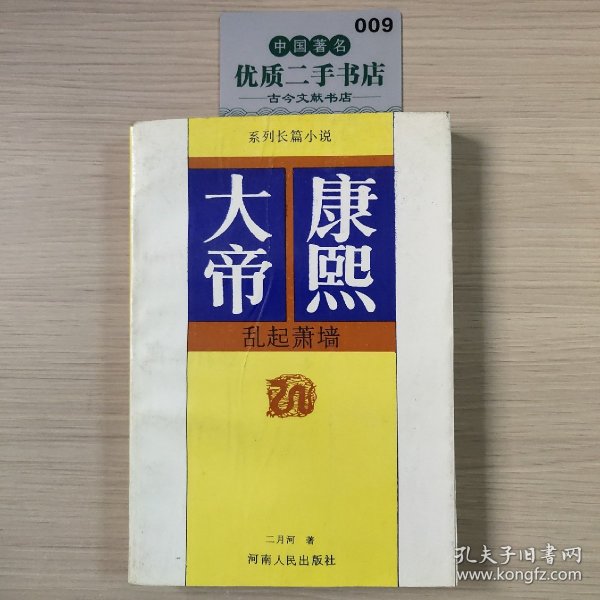 009
中国著名
优质二手书店
古今文献书店
系列长篇小说
康熙
大帝
乱起萧墙
二月河 著
河南人民出版社
孔夫子旧书网
www.kongfz.com